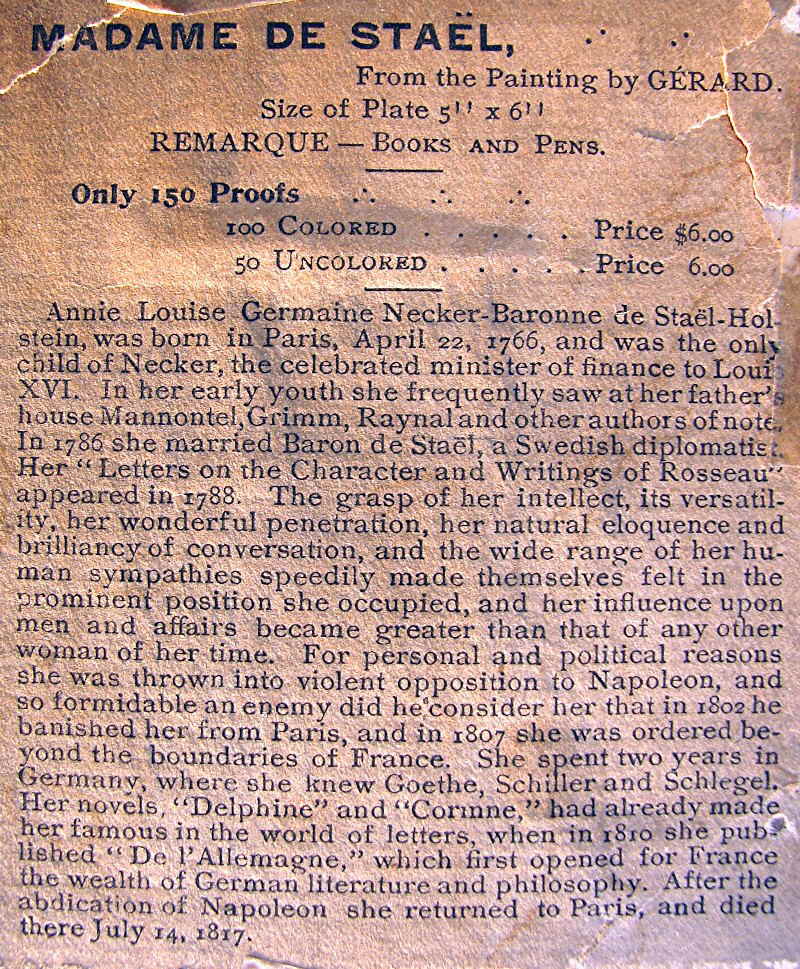 MADAME DE STAËL, ∴ ∴
From the Painting by GÉRARD.
Size of Plate 5" x 6"
REMARQUE — BOOKS AND PENS.
Only 150 Proofs ∴ ∴ ∴
100 COLORED . . . . . Price $6.00
50 UNCOLORED . . . . . Price 6.00
Annie Louise Germaine Necker-Baronne de Staël-Hol-
stein, was born in Paris, April 22, 1766, and was the only
child of Necker, the celebrated minister of finance to Loui
XVI. In her early youth she frequently saw at her father's
house Mannontel, Grimm, Raynal and other authors of note.
In 1786 she married Baron de Staël, a Swedish diplomatist.
Her "Letters on the Character and Writings of Rosseau"
appeared in 1788. The grasp of her intellect, its versatil-
ity, her wonderful penetration, her natural eloquence and
brilliancy of conversation, and the wide range of her hu-
man sympathies speedily made themselves felt in the
prominent position she occupied, and her influence upon
men and affairs became greater than that of any other
woman of her time. For personal and political reasons
she was thrown into violent opposition to Napoleon, and
so formidable an enemy did he consider her that in 1802 he
banished her from Paris, and in 1807 she was ordered be-
yond the boundaries of France. She spent two years in
Germany, where she knew Goethe, Schiller and Schlegel.
Her novels, "Delphine" and "Corinne," had already made
her famous in the world of letters, when in 1810 she pub-
lished "De l'Allemagne," which first opened for France
the wealth of German literature and philosophy. After the
abdication of Napoleon she returned to Paris, and died
there July 14, 1817.